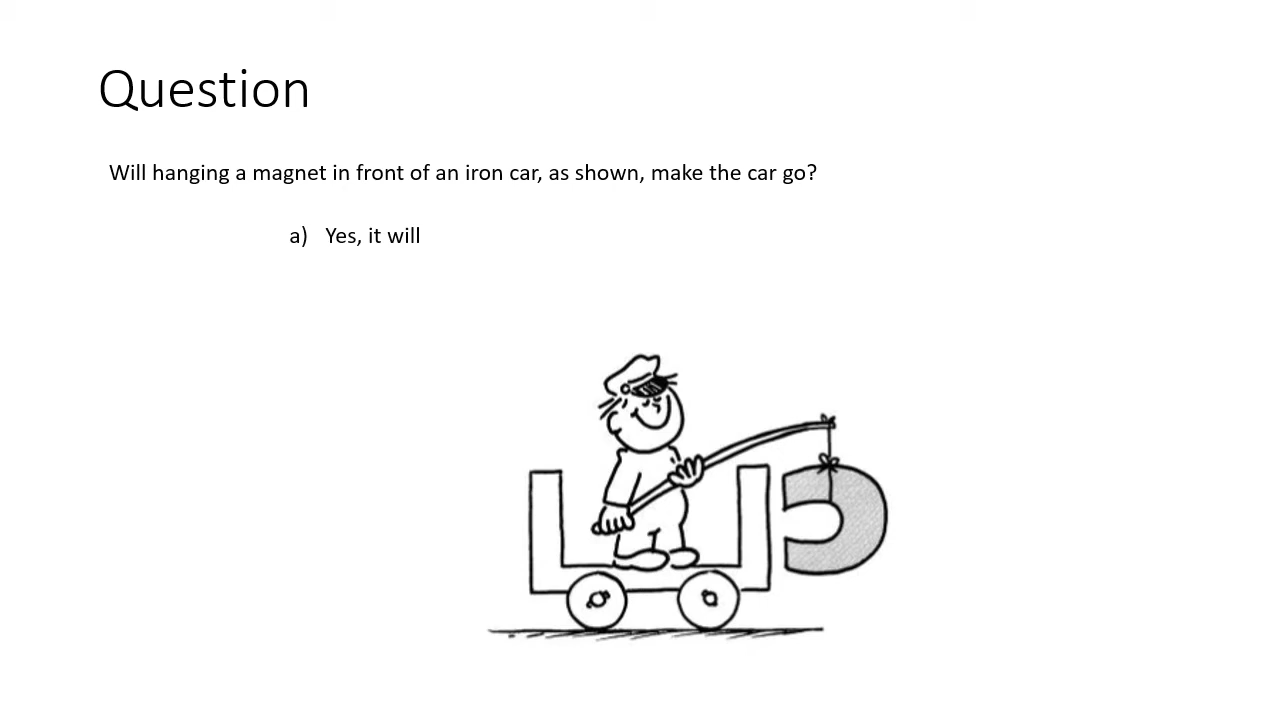 Question
Will hanging a magnet in front of an iron car, as shown, make the car go?
a) Yes, it will